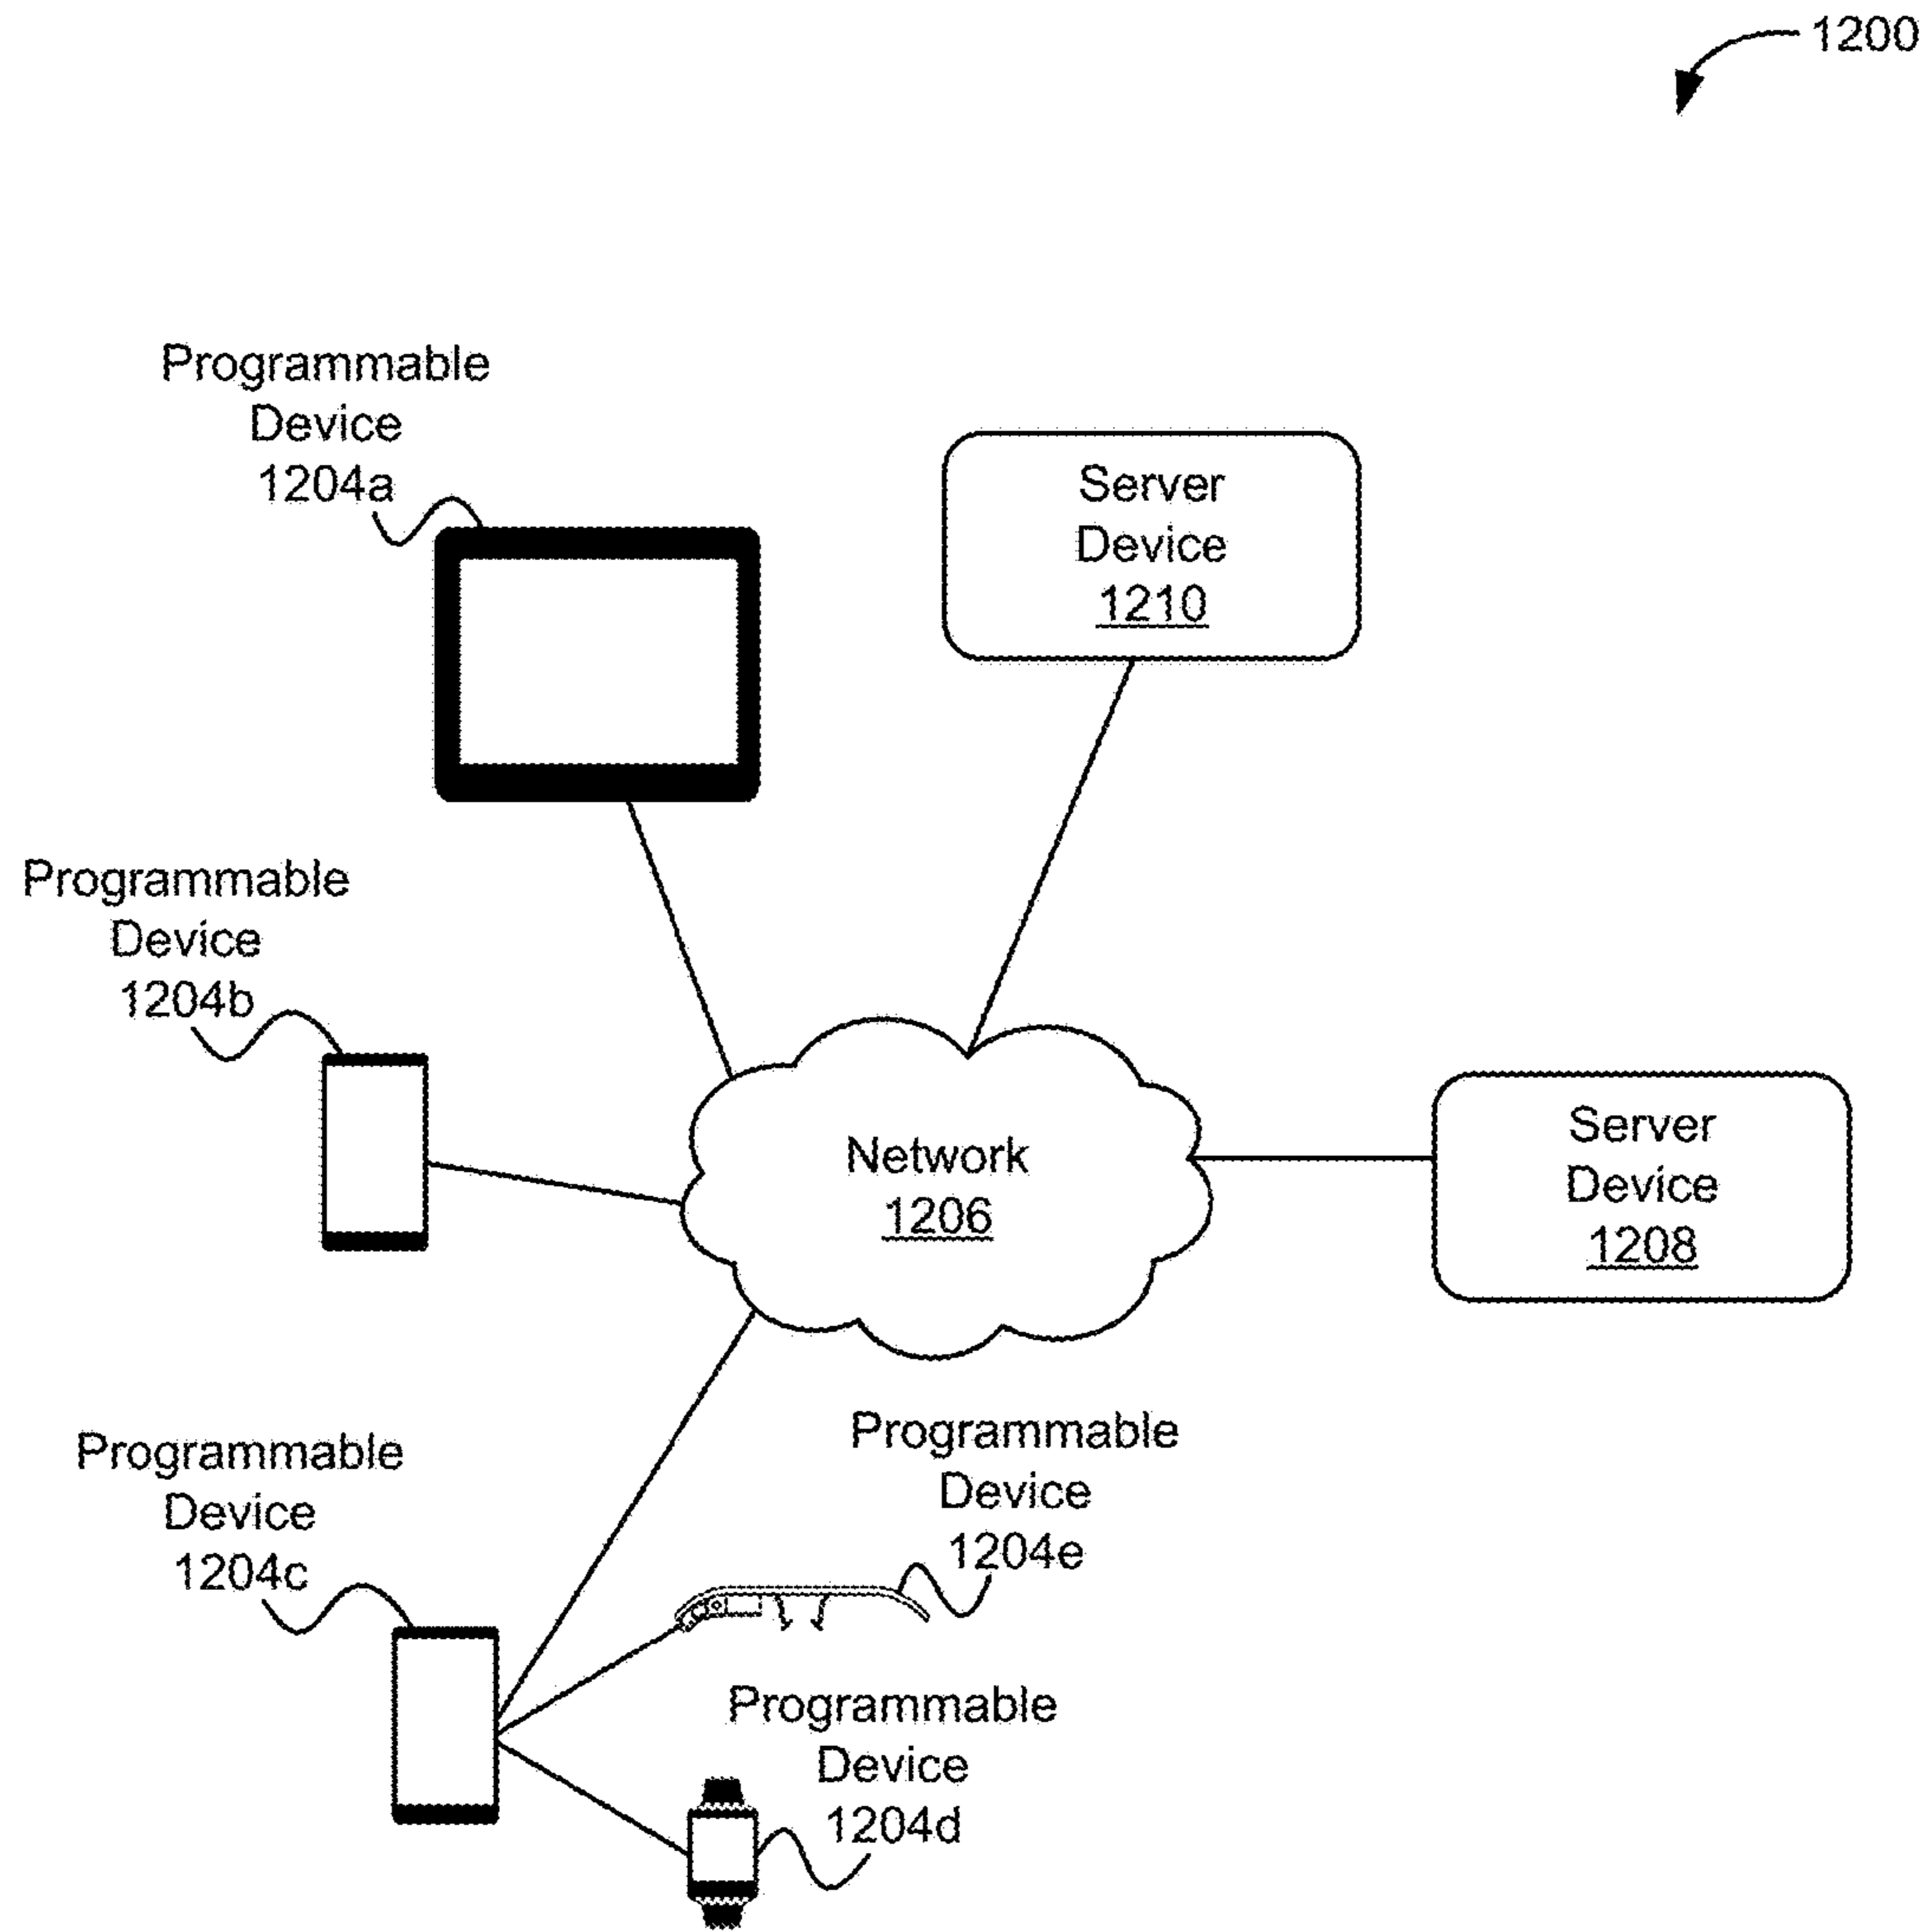 1200
Programmable
Device
1204a
Server
Device
1210
Programmable
Device
1204b
Network
1206
Server
Device
1208
Programmable
Device
1204c
Programmable
Device
1204e
Programmable
Device
1204d